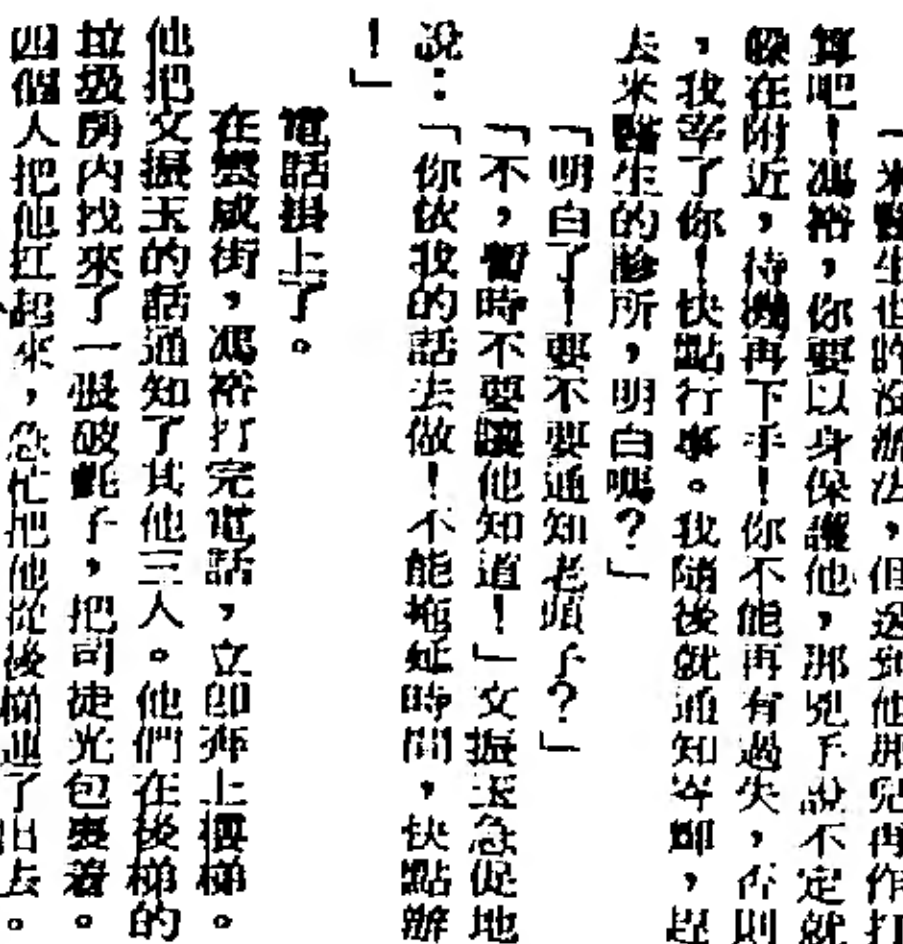 「米醫生也許沒辦法,但送到他那兒再作打
算吧!馮裕,你要以身保護他,那兇手說不定就
躲在附近,待機再下手!你不能再有過失,否則
,我宰了你!快點行事。我隨後就通知岑卿,趕
去米醫生的診所,明白嗎?」
「明白了!要不要通知老頭子?」
「不,暫時不要讓他知道!」文振玉急促地
說:「你依我的話去做!不能拖延時間,快點辦
!」
電話掛上了。
在雲咸街,馮裕打完電話,立即奔上樓梯。
他把文振玉的話通知了其他三人。他們在後梯的
垃圾房內找來了一張破氈子,把司徒光包裹着。
四個人把他扛起來,急忙把他從後梯運了出去。